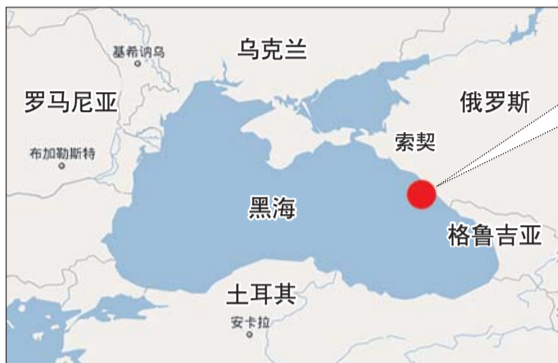 基希讷乌
乌克兰
罗马尼亚
俄罗斯
索契
布加勒斯特
黑海
格鲁吉亚
土耳其
安卡拉